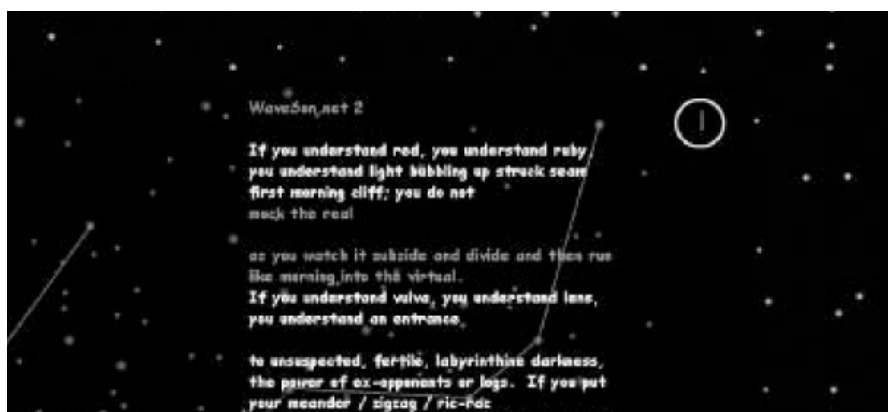 WaveSon.net 2
If you understand red, you understand ruby
you understand light bubbling up struck seam
first morning cliff; you do not
mock the real
as you watch it subside and divide and then run
like morning into the virtual.
If you understand vulva, you understand lens,
you understand an entrance
to unsuspected, fertile, labyrinthine darkness,
the power of ex-opponents or legs. If you put
your meander / zigzag / ric-rac